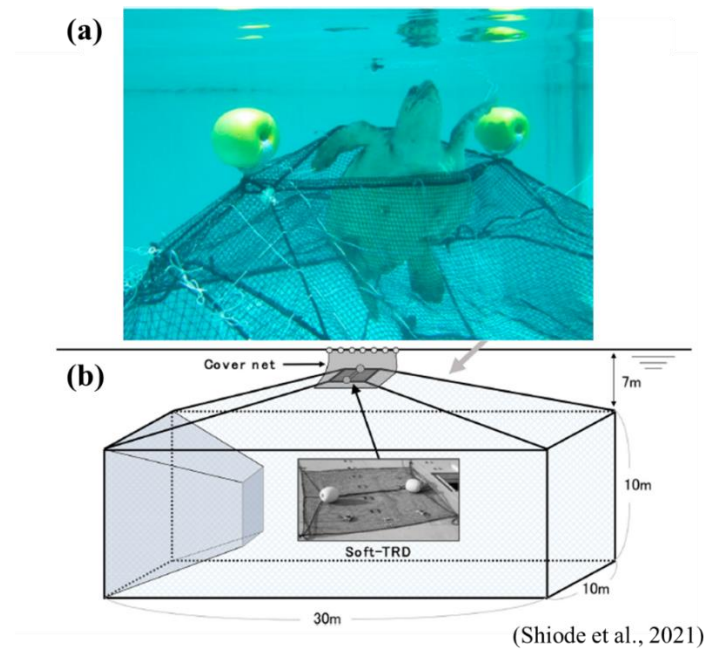 (a)
Cover net
(b)
7m
10m
Soft-TRD
10m
30m
(Shiode et al., 2021)